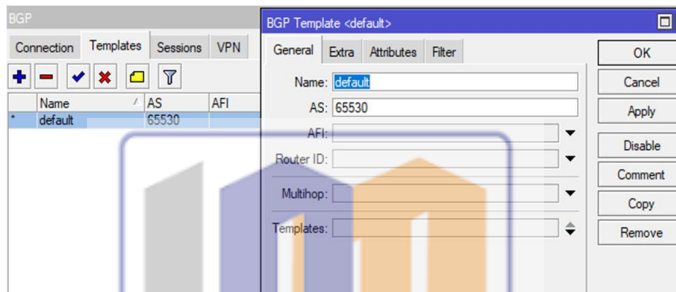 BGP
Connection Templates Sessions VPN
Name / AS AFI
* default 65530
BGP Template <default>
General Extra Attributes Filter
Name: default
AS: 65530
AFI:
Router ID:
Multihop:
Templates:
OK
Cancel
Apply
Disable
Comment
Copy
Remove